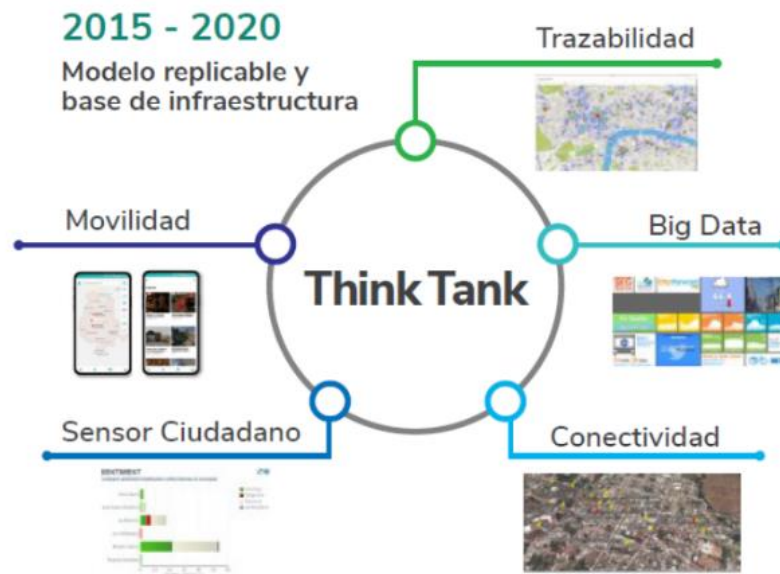 2015 - 2020
Modelo replicable y
base de infraestructura
Trazabilidad
Movilidad
Big Data
Think Tank
Sensor Ciudadano
Conectividad
SENTIMENT